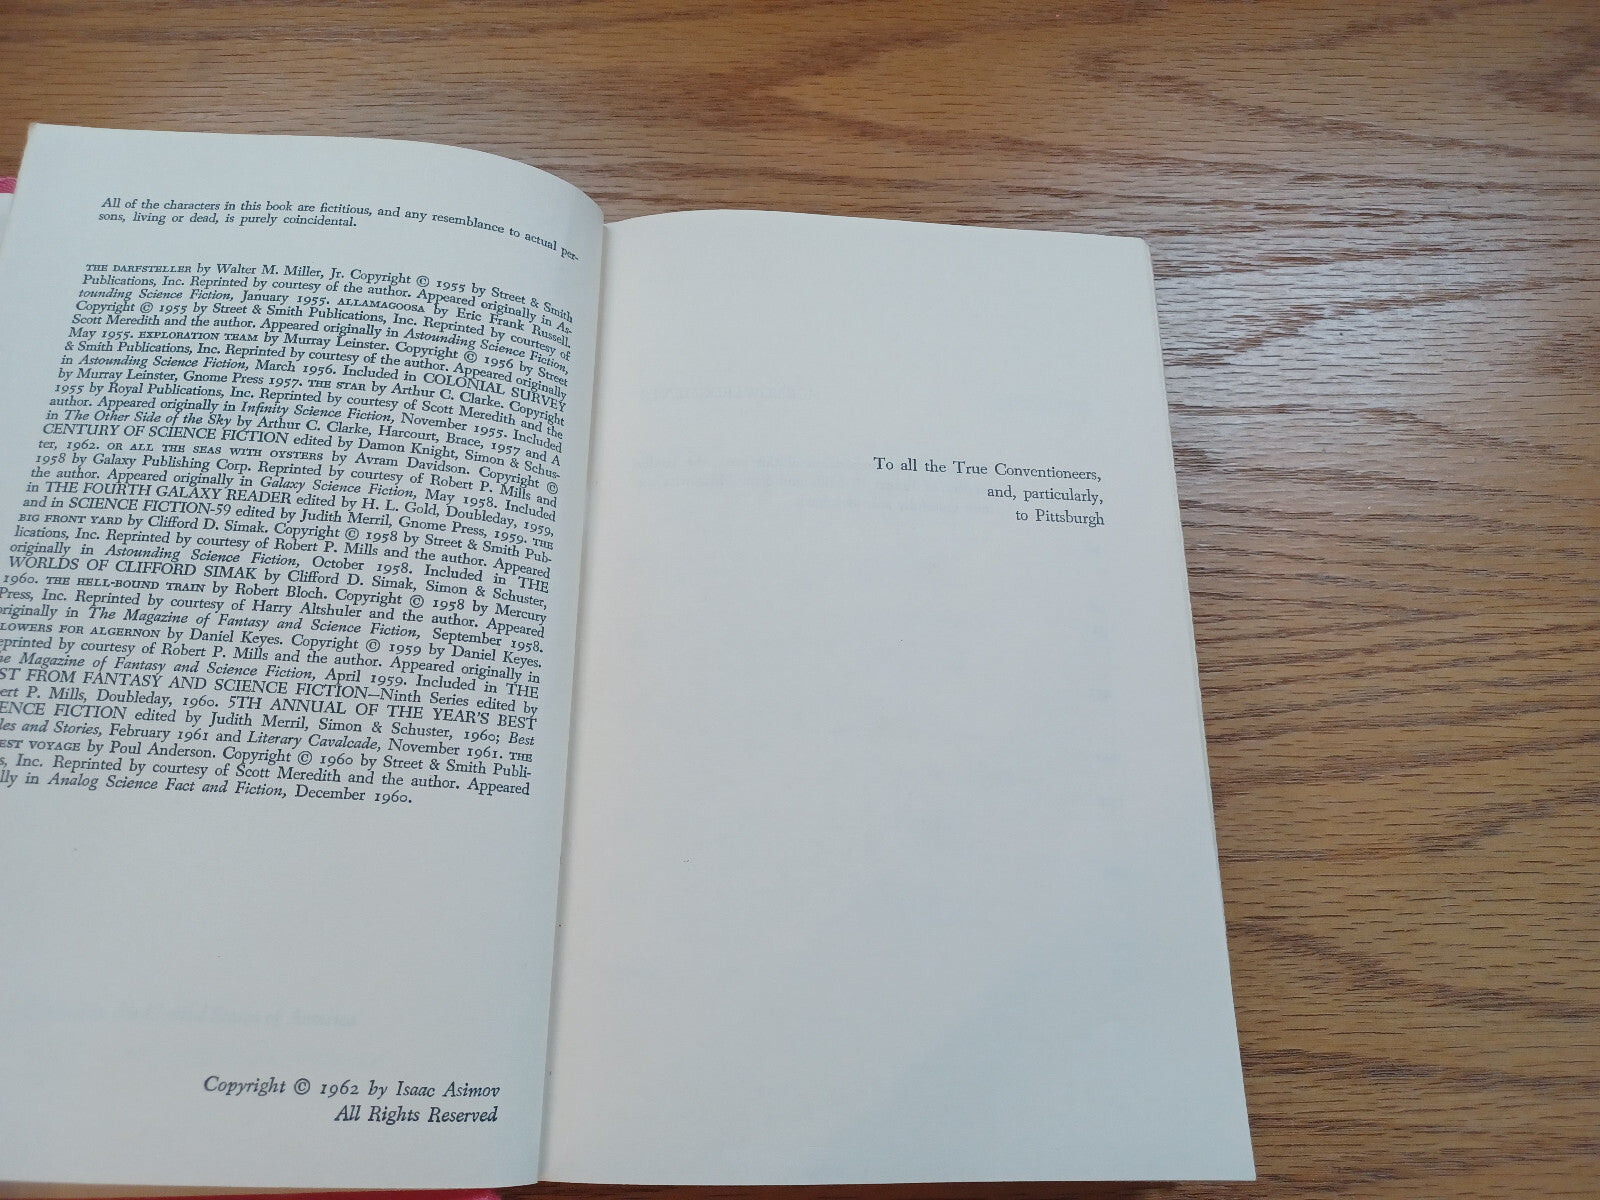 All of the characters in this book are fictitious, and any resemblance to actual per-
sons, living or dead, is purely coincidental.
THE DARFSTELLER by Walter M. Miller, Jr. Copyright © 1955 by Street & Smith
Publications, Inc. Reprinted by courtesy of the author. Appeared originally in As-
tounding Science Fiction, January 1955. ALLAMAGOOSA by Eric Frank Russell.
Copyright © 1955 by Street & Smith Publications, Inc. Reprinted by courtesy of
Scott Meredith and the author. Appeared originally in Astounding Science Fiction,
May 1955. EXPLORATION TEAM by Murray Leinster. Copyright © 1956 by Street
& Smith Publications, Inc. Reprinted by courtesy of the author. Appeared originally
in Astounding Science Fiction, March 1956. Included in COLONIAL SURVEY
by Murray Leinster, Gnome Press 1957. THE STAR by Arthur C. Clarke. Copyright
1955 by Royal Publications, Inc. Reprinted by courtesy of Scott Meredith and the
author. Appeared originally in Infinity Science Fiction, November 1955. Included
in The Other Side of the Sky by Arthur C. Clarke, Harcourt, Brace, 1957 and A
CENTURY OF SCIENCE FICTION edited by Damon Knight, Simon & Schus-
ter, 1962. OR ALL THE SEAS WITH OYSTERS by Avram Davidson. Copyright ©
1958 by Galaxy Publishing Corp. Reprinted by courtesy of Robert P. Mills and
the author. Appeared originally in Galaxy Science Fiction, May 1958. Included
in THE FOURTH GALAXY READER edited by H. L. Gold, Doubleday, 1959,
and in SCIENCE FICTION-59 edited by Judith Merril, Gnome Press, 1959. THE
BIG FRONT YARD by Clifford D. Simak. Copyright © 1958 by Street & Smith Pub-
lications, Inc. Reprinted by courtesy of Robert P. Mills and the author. Appeared
originally in Astounding Science Fiction, October 1958. Included in THE
WORLDS OF CLIFFORD SIMAK by Clifford D. Simak, Simon & Schuster,
1960. THE HELL-BOUND TRAIN by Robert Bloch. Copyright © 1958 by Mercury
Press, Inc. Reprinted by courtesy of Harry Altshuler and the author. Appeared
originally in The Magazine of Fantasy and Science Fiction, September 1958.
LOWERS FOR ALGERNON by Daniel Keyes. Copyright © 1959 by Daniel Keyes.
eprinted by courtesy of Robert P. Mills and the author. Appeared originally in
he Magazine of Fantasy and Science Fiction, April 1959. Included in THE
ST FROM FANTASY AND SCIENCE FICTION—Ninth Series edited by
ert P. Mills, Doubleday, 1960. 5TH ANNUAL OF THE YEAR'S BEST
ENCE FICTION edited by Judith Merril, Simon & Schuster, 1960; Best
les and Stories, February 1961 and Literary Cavalcade, November 1961. THE
EST VOYAGE by Poul Anderson. Copyright © 1960 by Street & Smith Publi-
s, Inc. Reprinted by courtesy of Scott Meredith and the author. Appeared
lly in Analog Science Fact and Fiction, December 1960.
Copyright © 1962 by Isaac Asimov
All Rights Reserved
To all the True Conventioneers,
and, particularly,
to Pittsburgh